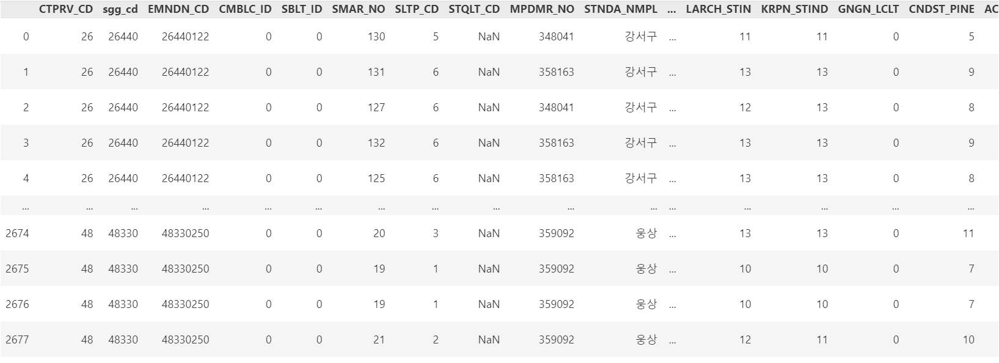 CTPRV_CD sgg_cd EMNDN_CD CMBLC_ID SBLT_ID SMAR_NO SLTP_CD STQLT_CD MPDMR_NO STNDA_NMPL ... LARCH_STIN KRPN_STIND GNGN_LCLT CNDST_PINE AC
0 26 26440 26440122 0 0 130 5 NaN 348041 강서구 ... 11 11 0 5
1 26 26440 26440122 0 0 131 6 NaN 358163 강서구 ... 13 13 0 9
2 26 26440 26440122 0 0 127 6 NaN 348041 강서구 ... 12 13 0 8
3 26 26440 26440122 0 0 132 6 NaN 358163 강서구 ... 13 13 0 9
4 26 26440 26440122 0 0 125 6 NaN 358163 강서구 ... 13 13 0 8
... ... ... ... ... ... ... ... ... ... ... ... ... ... ... ...
2674 48 48330 48330250 0 0 20 3 NaN 359092 웅상 ... 13 13 0 11
2675 48 48330 48330250 0 0 19 1 NaN 359092 웅상 ... 10 10 0 7
2676 48 48330 48330250 0 0 19 1 NaN 359092 웅상 ... 10 10 0 7
2677 48 48330 48330250 0 0 21 2 NaN 359092 웅상 ... 12 11 0 10